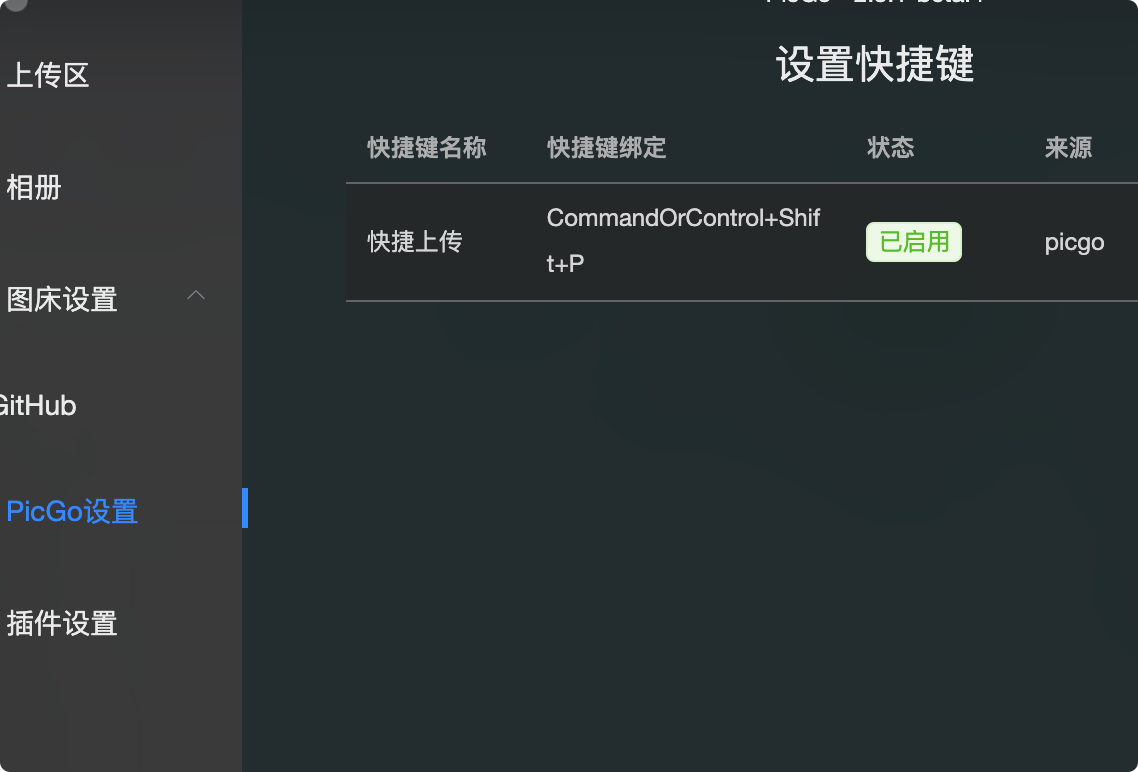 设置快捷键
上传区
相册
图床设置
GitHub
PicGo设置
插件设置
快捷键名称 快捷键绑定 状态 来源
快捷上传 CommandOrControl+Shif
t+P 已启用 picgo